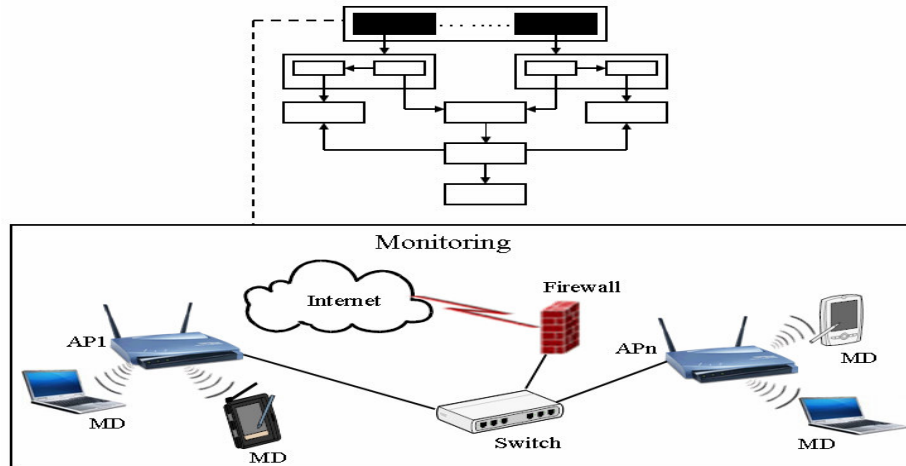 Monitoring
Internet
Firewall
AP1
APn
MD
MD
MD
Switch
MD